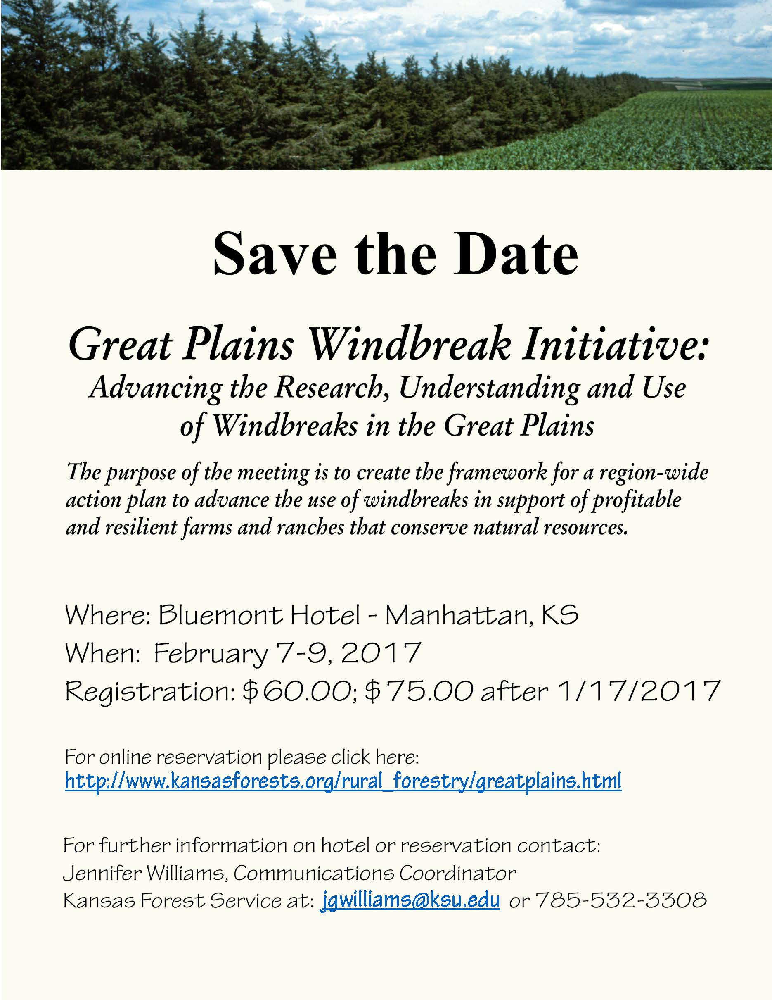 Save the Date
Great Plains Windbreak Initiative:
Advancing the Research, Understanding and Use
of Windbreaks in the Great Plains
The purpose of the meeting is to create the framework for a region-wide
action plan to advance the use of windbreaks in support of profitable
and resilient farms and ranches that conserve natural resources.
Where: Bluemont Hotel - Manhattan, KS
When: February 7-9, 2017
Registration: $60.00; $75.00 after 1/17/2017
For online reservation please click here:
http://www.kansasforests.org/rural_forestry/greatplains.html
For further information on hotel or reservation contact:
Jennifer Williams, Communications Coordinator
Kansas Forest Service at: jgwilliams@ksu.edu or 785-532-3308